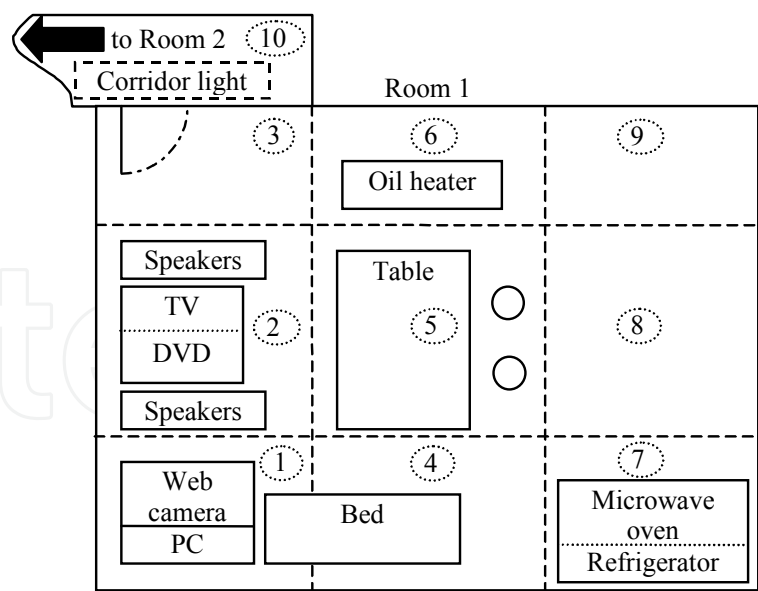 to Room 2 10
Corridor light
Room 1
3
6
9
Oil heater
Speakers
Table
TV
2
5
8
DVD
Speakers
1
4
7
Web
camera
PC
Bed
Microwave
oven
Refrigerator